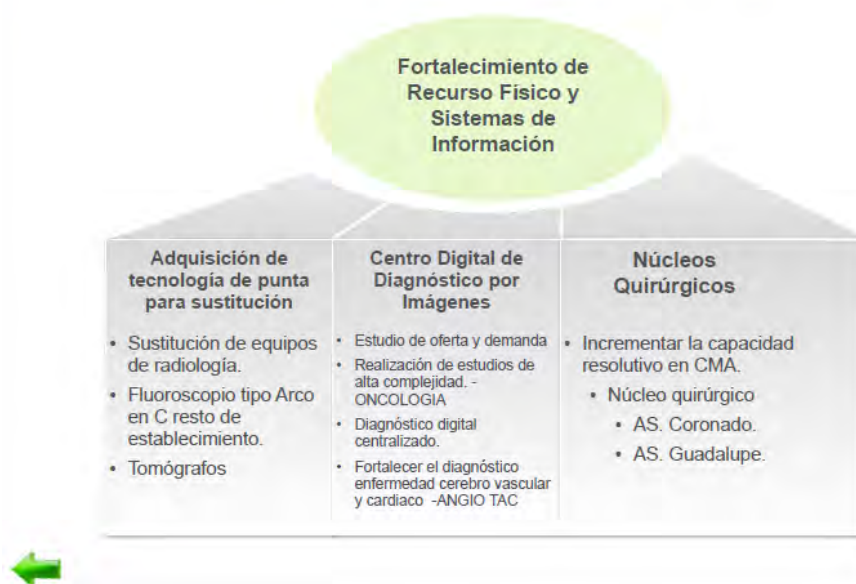 Fortalecimiento de
Recurso Físico y
Sistemas de
Información
Adquisición de
tecnología de punta
para sustitución
• Sustitución de equipos
de radiología.
• Fluoroscopio tipo Arco
en C resto de
establecimiento.
• Tomógrafos
Centro Digital de
Diagnóstico por
Imágenes
• Estudio de oferta y demanda
• Realización de estudios de
alta complejidad. -
ONCOLOGIA
• Diagnóstico digital
centralizado.
• Fortalecer el diagnóstico
enfermedad cerebro vascular
y cardiaco -ANGIO TAC
Núcleos
Quirúrgicos
• Incrementar la capacidad
resolutivo en CMA.
• Núcleo quirúrgico
• AS. Coronado.
• AS. Guadalupe.